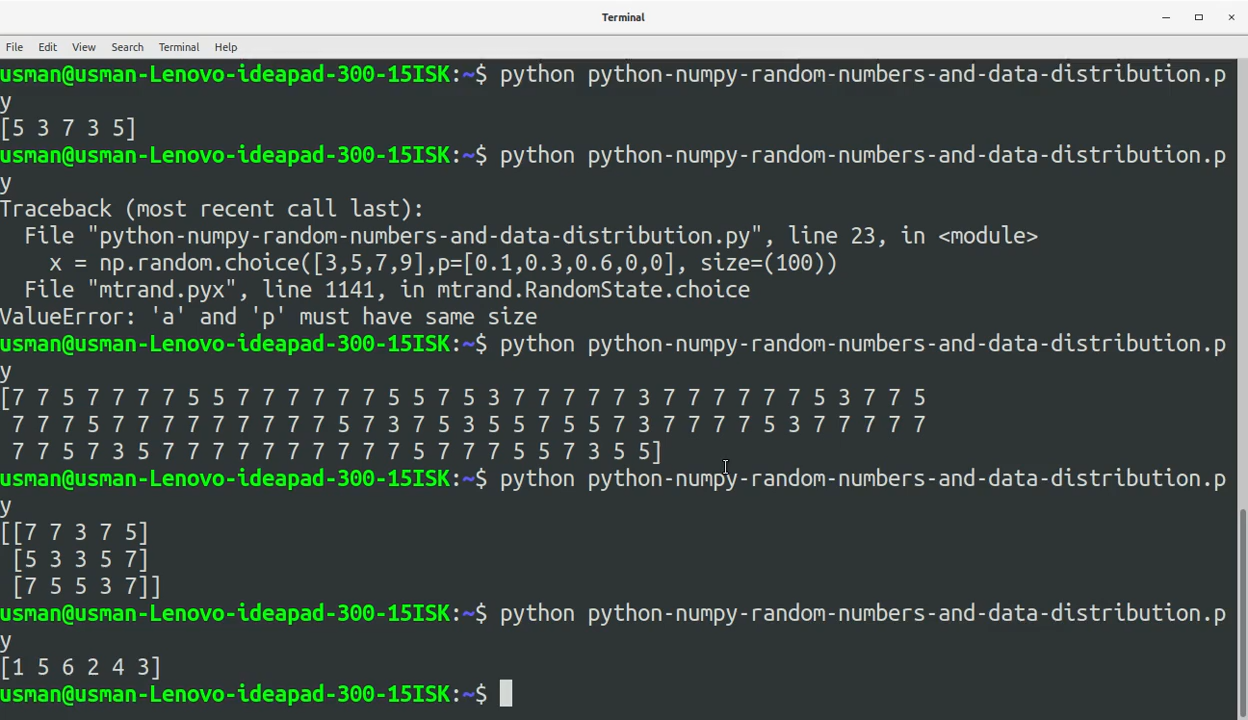 Terminal
File Edit View Search Terminal Help
usman@usman-Lenovo-ideapad-300-15ISK:~$ python python-numpy-random-numbers-and-data-distribution.p
y
[5 3 7 3 5]
usman@usman-Lenovo-ideapad-300-15ISK:~$ python python-numpy-random-numbers-and-data-distribution.p
y
Traceback (most recent call last):
  File "python-numpy-random-numbers-and-data-distribution.py", line 23, in <module>
    x = np.random.choice([3,5,7,9],p=[0.1,0.3,0.6,0,0], size=(100))
  File "mtrand.pyx", line 1141, in mtrand.RandomState.choice
ValueError: 'a' and 'p' must have same size
usman@usman-Lenovo-ideapad-300-15ISK:~$ python python-numpy-random-numbers-and-data-distribution.p
y
[7 7 5 7 7 7 7 5 5 7 7 7 7 7 7 5 5 7 5 3 7 7 7 7 7 3 7 7 7 7 7 7 5 3 7 7 5
 7 7 7 5 7 7 7 7 7 7 7 7 7 5 7 3 7 5 3 5 5 7 5 5 7 3 7 7 7 7 5 3 7 7 7 7 7
 7 7 5 7 3 5 7 7 7 7 7 7 7 7 7 7 5 7 7 7 5 5 7 3 5 5]
usman@usman-Lenovo-ideapad-300-15ISK:~$ python python-numpy-random-numbers-and-data-distribution.p
y
[[7 7 3 7 5]
 [5 3 3 5 7]
 [7 5 5 3 7]]
usman@usman-Lenovo-ideapad-300-15ISK:~$ python python-numpy-random-numbers-and-data-distribution.p
y
[1 5 6 2 4 3]
usman@usman-Lenovo-ideapad-300-15ISK:~$